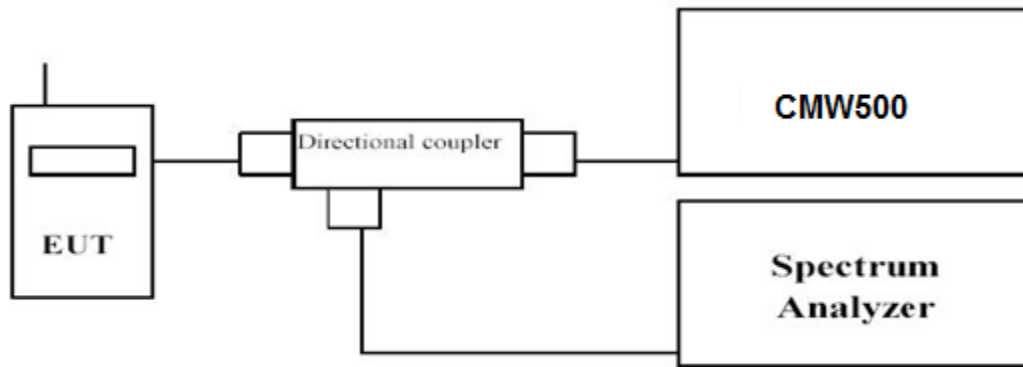 CMW500
Directional coupler
EUT
Spectrum
Analyzer